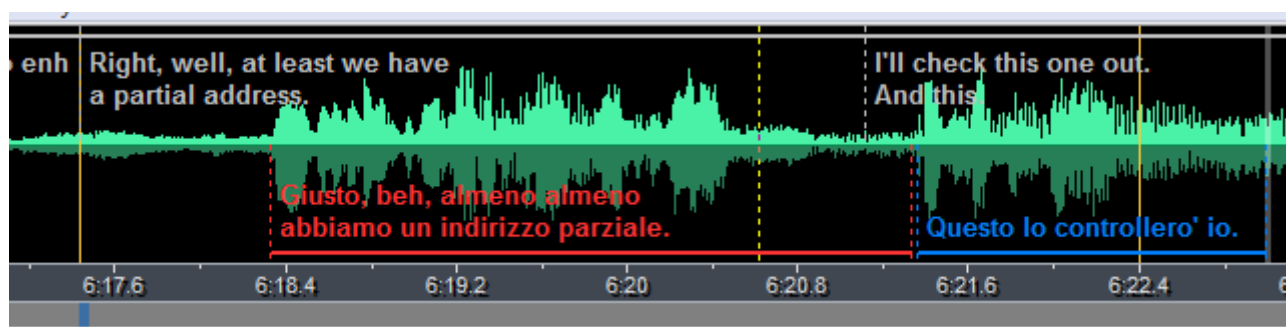 enh
Right, well, at least we have
a partial address.
I'll check this one out.
And this
Giusto, beh, almeno almeno
abbiamo un indirizzo parziale.
Questo lo controllero' io.
6:17.6 6:18.4 6:19.2 6:20 6:20.8 6:21.6 6:22.4